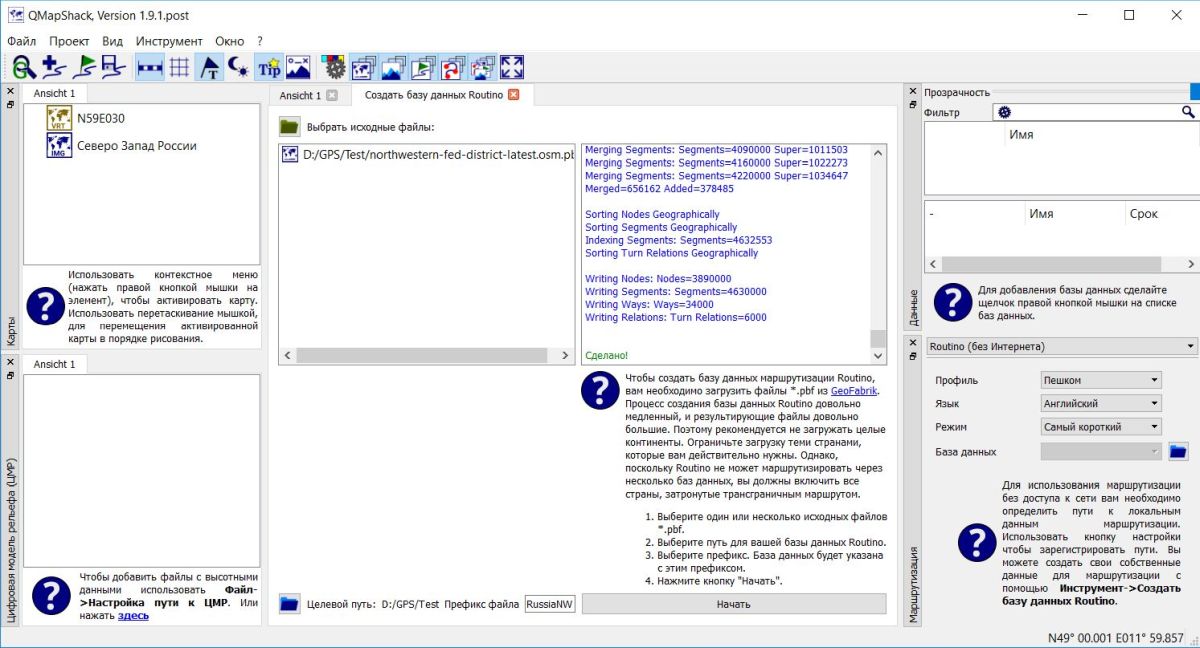 QMapShack, Version 1.9.1.post
Файл Проект Вид Инструмент Окно ?
Тip
Ansicht 1
VRT N59E030
IMG Северо Запад России
Использовать контекстное меню
(нажать правой кнопкой мышки на
элемент), чтобы активировать карту.
Использовать перетаскивание мышкой,
для перемещения активированной
карты в порядке рисования.
Карты
Ansicht 1
Чтобы добавить файлы с высотными
данными использовать Файл-
>Настройка пути к ЦМР. Или
нажать здесь
Цифровая модель рельефа (ЦМР)
Ansicht 1 Создать базу данных Routino
Выбрать исходные файлы:
IMG D:/GPS/Test/northwestern-fed-district-latest.osm.pb
Merging Segments: Segments=4090000 Super=1011503
Merging Segments: Segments=4160000 Super=1022273
Merging Segments: Segments=4220000 Super=1034647
Merged=656162 Added=378485
Sorting Nodes Geographically
Sorting Segments Geographically
Indexing Segments: Segments=4632553
Sorting Turn Relations Geographically
Writing Nodes: Nodes=3890000
Writing Segments: Segments=4630000
Writing Ways: Ways=34000
Writing Relations: Turn Relations=6000
Сделано!
Чтобы создать базу данных маршрутизации Routino,
вам необходимо загрузить файлы *.pbf из GeoFabrik.
Процесс создания базы данных Routino довольно
медленный, и результирующие файлы довольно
большие. Поэтому рекомендуется не загружать целые
континенты. Ограничьте загрузку теми странами,
которые вам действительно нужны. Однако,
поскольку Routino не может маршрутизировать через
несколько баз данных, вы должны включить все
страны, затронутые трансграничным маршрутом.
1. Выберите один или несколько исходных файлов
*.pbf.
2. Выберите путь для вашей базы данных Routino.
3. Выберите префикс. База данных будет указана
с этим префиксом.
4. Нажмите кнопку "Начать".
Целевой путь: D:/GPS/Test Префикс файла RussiaNW Начать
Прозрачность
Фильтр
Имя
- Имя Срок
Для добавления базы данных сделайте
щелчок правой кнопкой мышки на списке
баз данных.
Данные
Routino (без Интернета)
Профиль Пешком
Язык Английский
Режим Самый короткий
База данных
Для использования маршрутизации
без доступа к сети вам необходимо
определить пути к локальным
данным маршрутизации.
Использовать кнопку настройки
чтобы зарегистрировать пути. Вы
можете создать свои собственные
данные для маршрутизации с
помощью Инструмент->Создать
базу данных Routino.
Маршрутизация
N49° 00.001 E011° 59.857